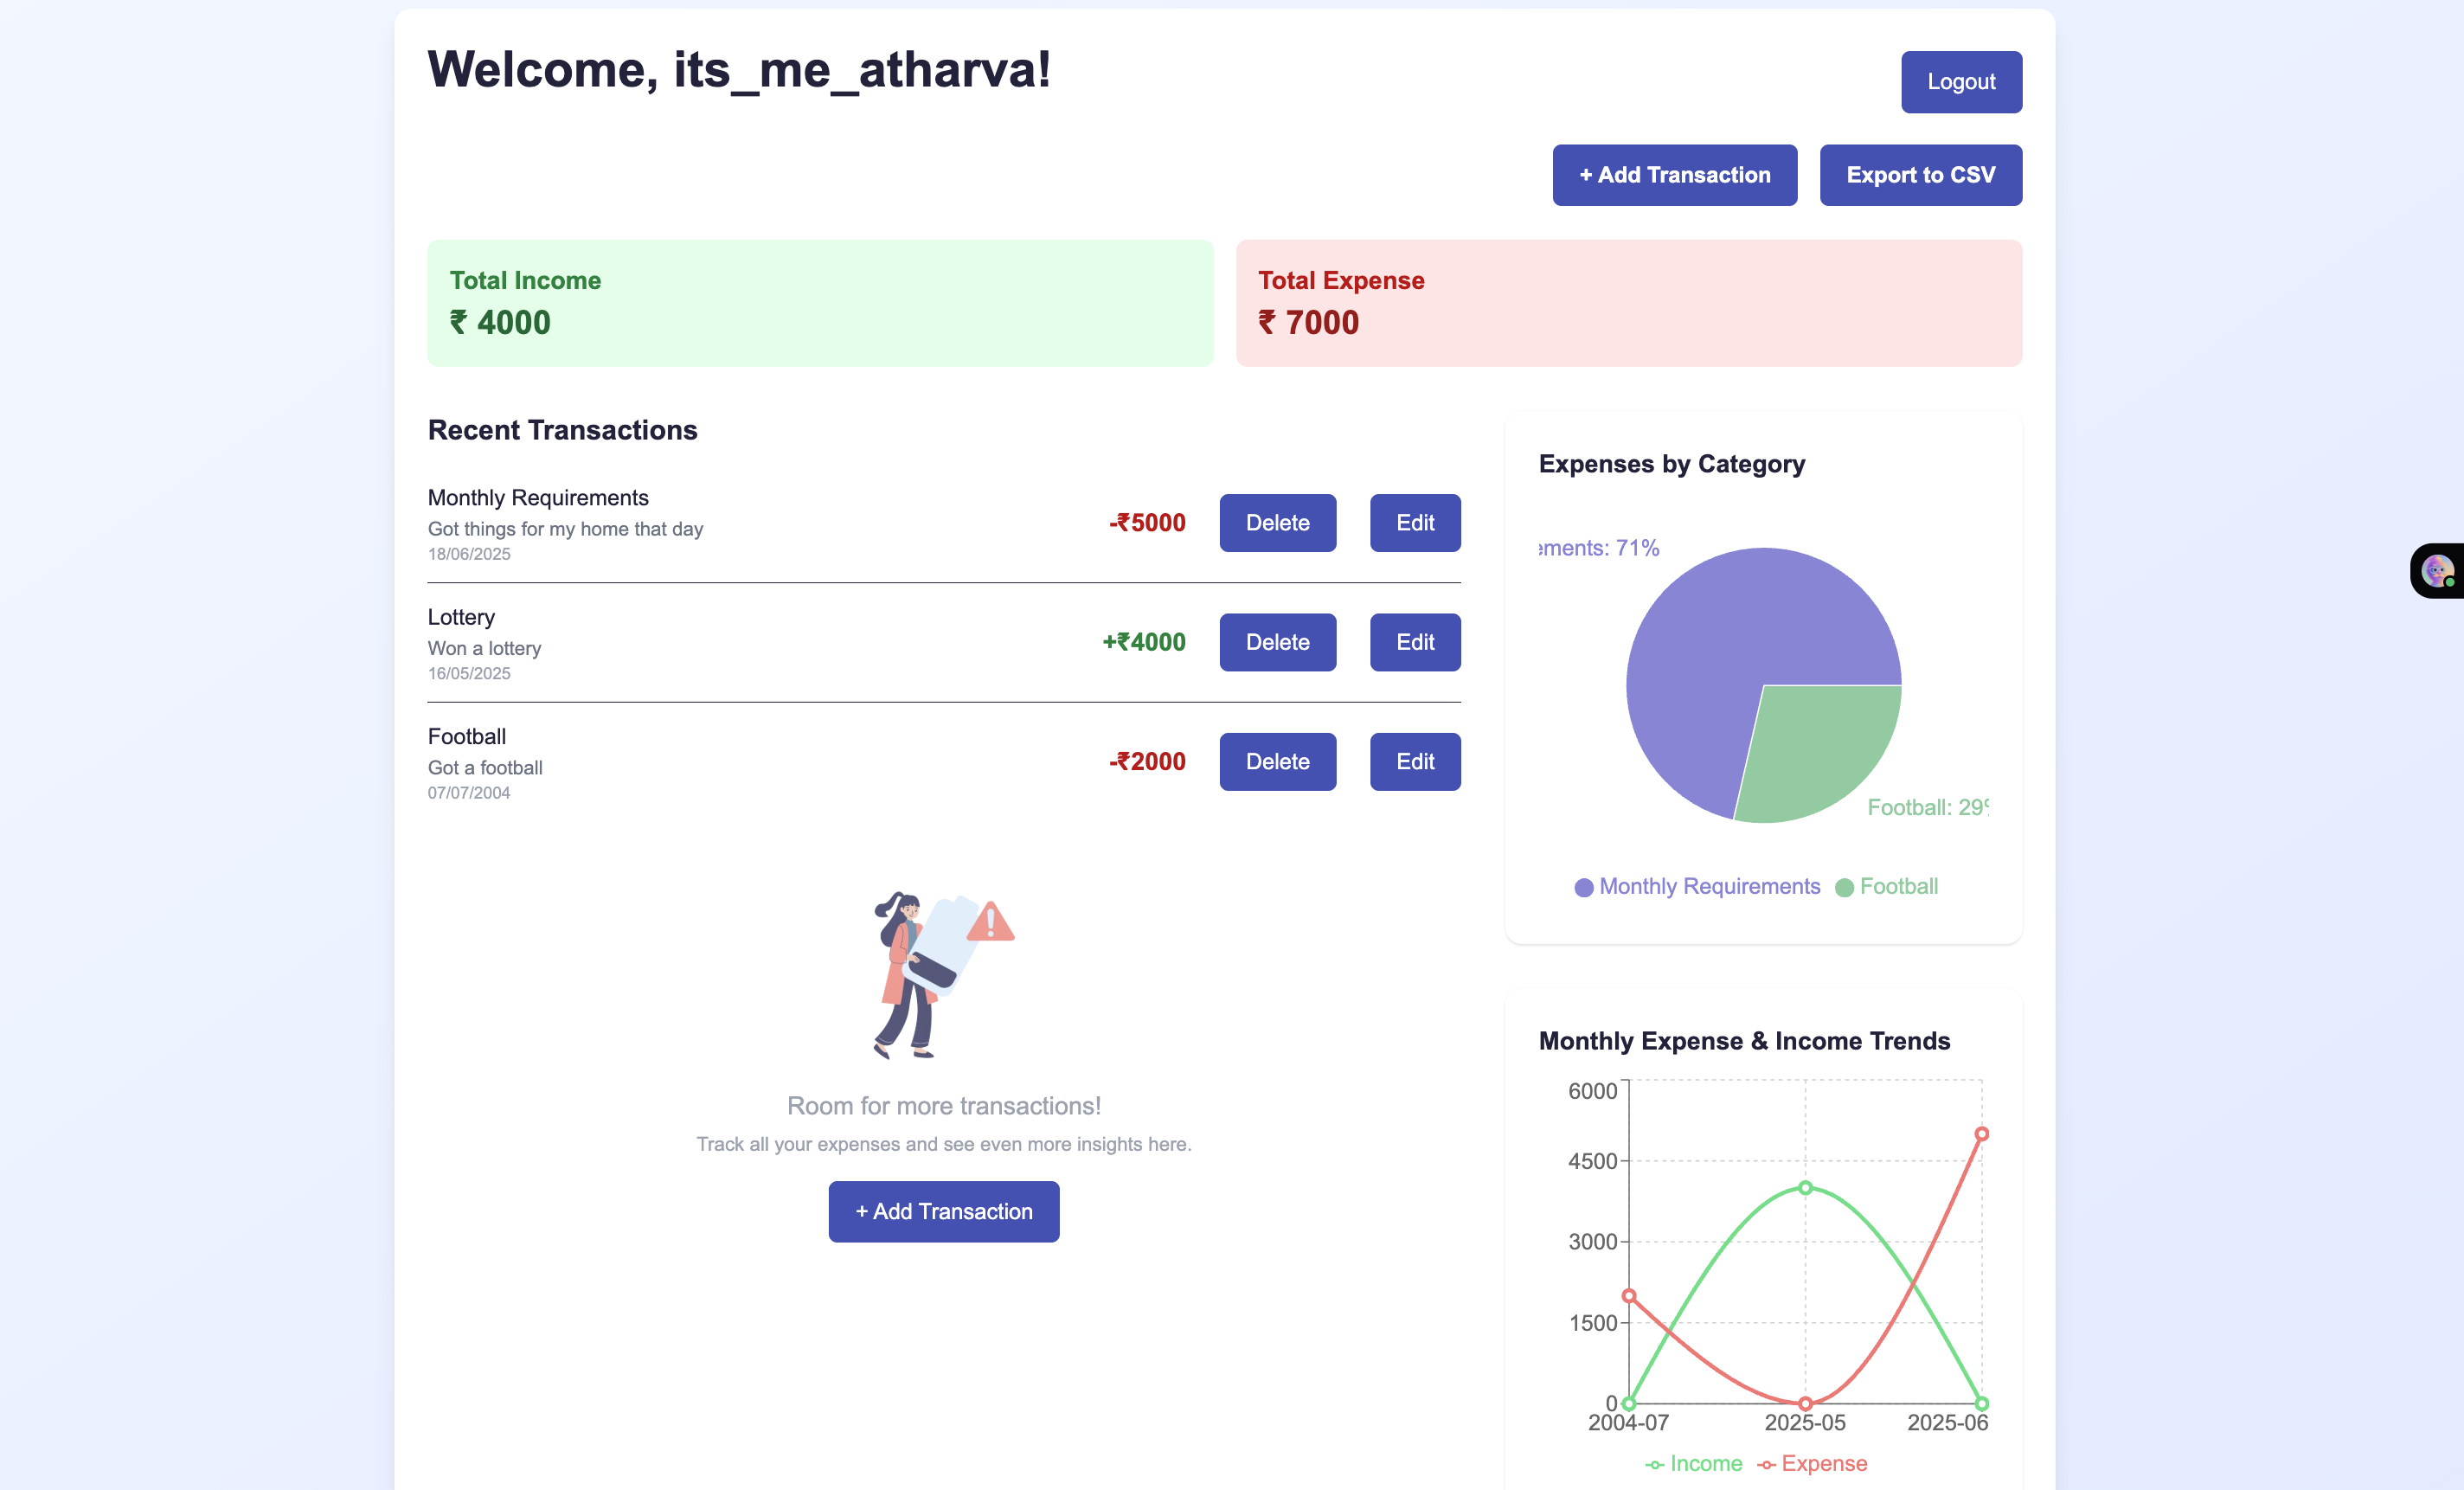 Welcome, its_me_atharva!
Logout
+ Add Transaction
Export to CSV
Total Income
₹ 4000
Total Expense
₹ 7000
Recent Transactions
Monthly Requirements
Got things for my home that day
18/06/2025
-₹5000
Delete
Edit
Lottery
Won a lottery
16/05/2025
+₹4000
Delete
Edit
Football
Got a football
07/07/2004
-₹2000
Delete
Edit
Room for more transactions!
Track all your expenses and see even more insights here.
+ Add Transaction
Expenses by Category
ements: 71%
Football: 29
Monthly Requirements
Football
Monthly Expense & Income Trends
6000
4500
3000
1500
0
2004-07
2025-05
2025-06
Income
Expense